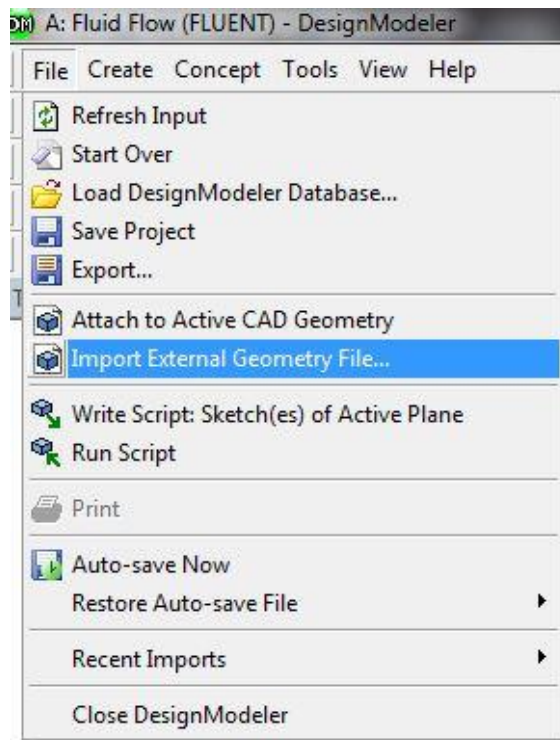 DM A: Fluid Flow (FLUENT) - DesignModeler
File Create Concept Tools View Help
Refresh Input
Start Over
Load DesignModeler Database...
Save Project
Export...
Attach to Active CAD Geometry
Import External Geometry File...
Write Script: Sketch(es) of Active Plane
Run Script
Print
Auto-save Now
Restore Auto-save File
Recent Imports
Close DesignModeler